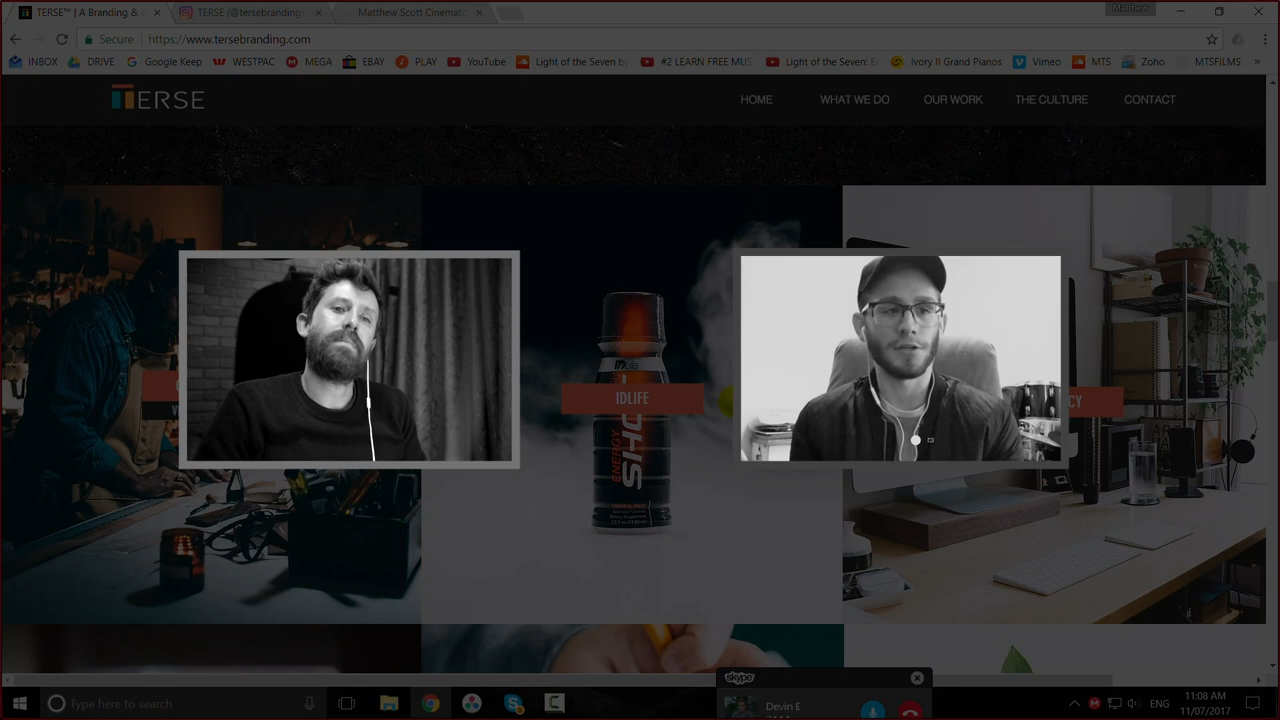 TERSE™ | A Branding &
TERSE (@tersebranding)
Matthew Scott Cinemato
Matthew
Secure
https://www.tersebranding.com
INBOX
DRIVE
Google Keep
WESTPAC
MEGA
EBAY
PLAY
YouTube
Light of the Seven by
#2 LEARN FREE MUS
Light of the Seven: E
Ivory II Grand Pianos
Vimeo
MTS
Zoho
MTSFILMS
»
TERSE
HOME
WHAT WE DO
OUR WORK
THE CULTURE
CONTACT
IDLIFE
CY
ENERGY
SHOT
skype
Devin E
Type here to search
ENG
11:08 AM
11/07/2017